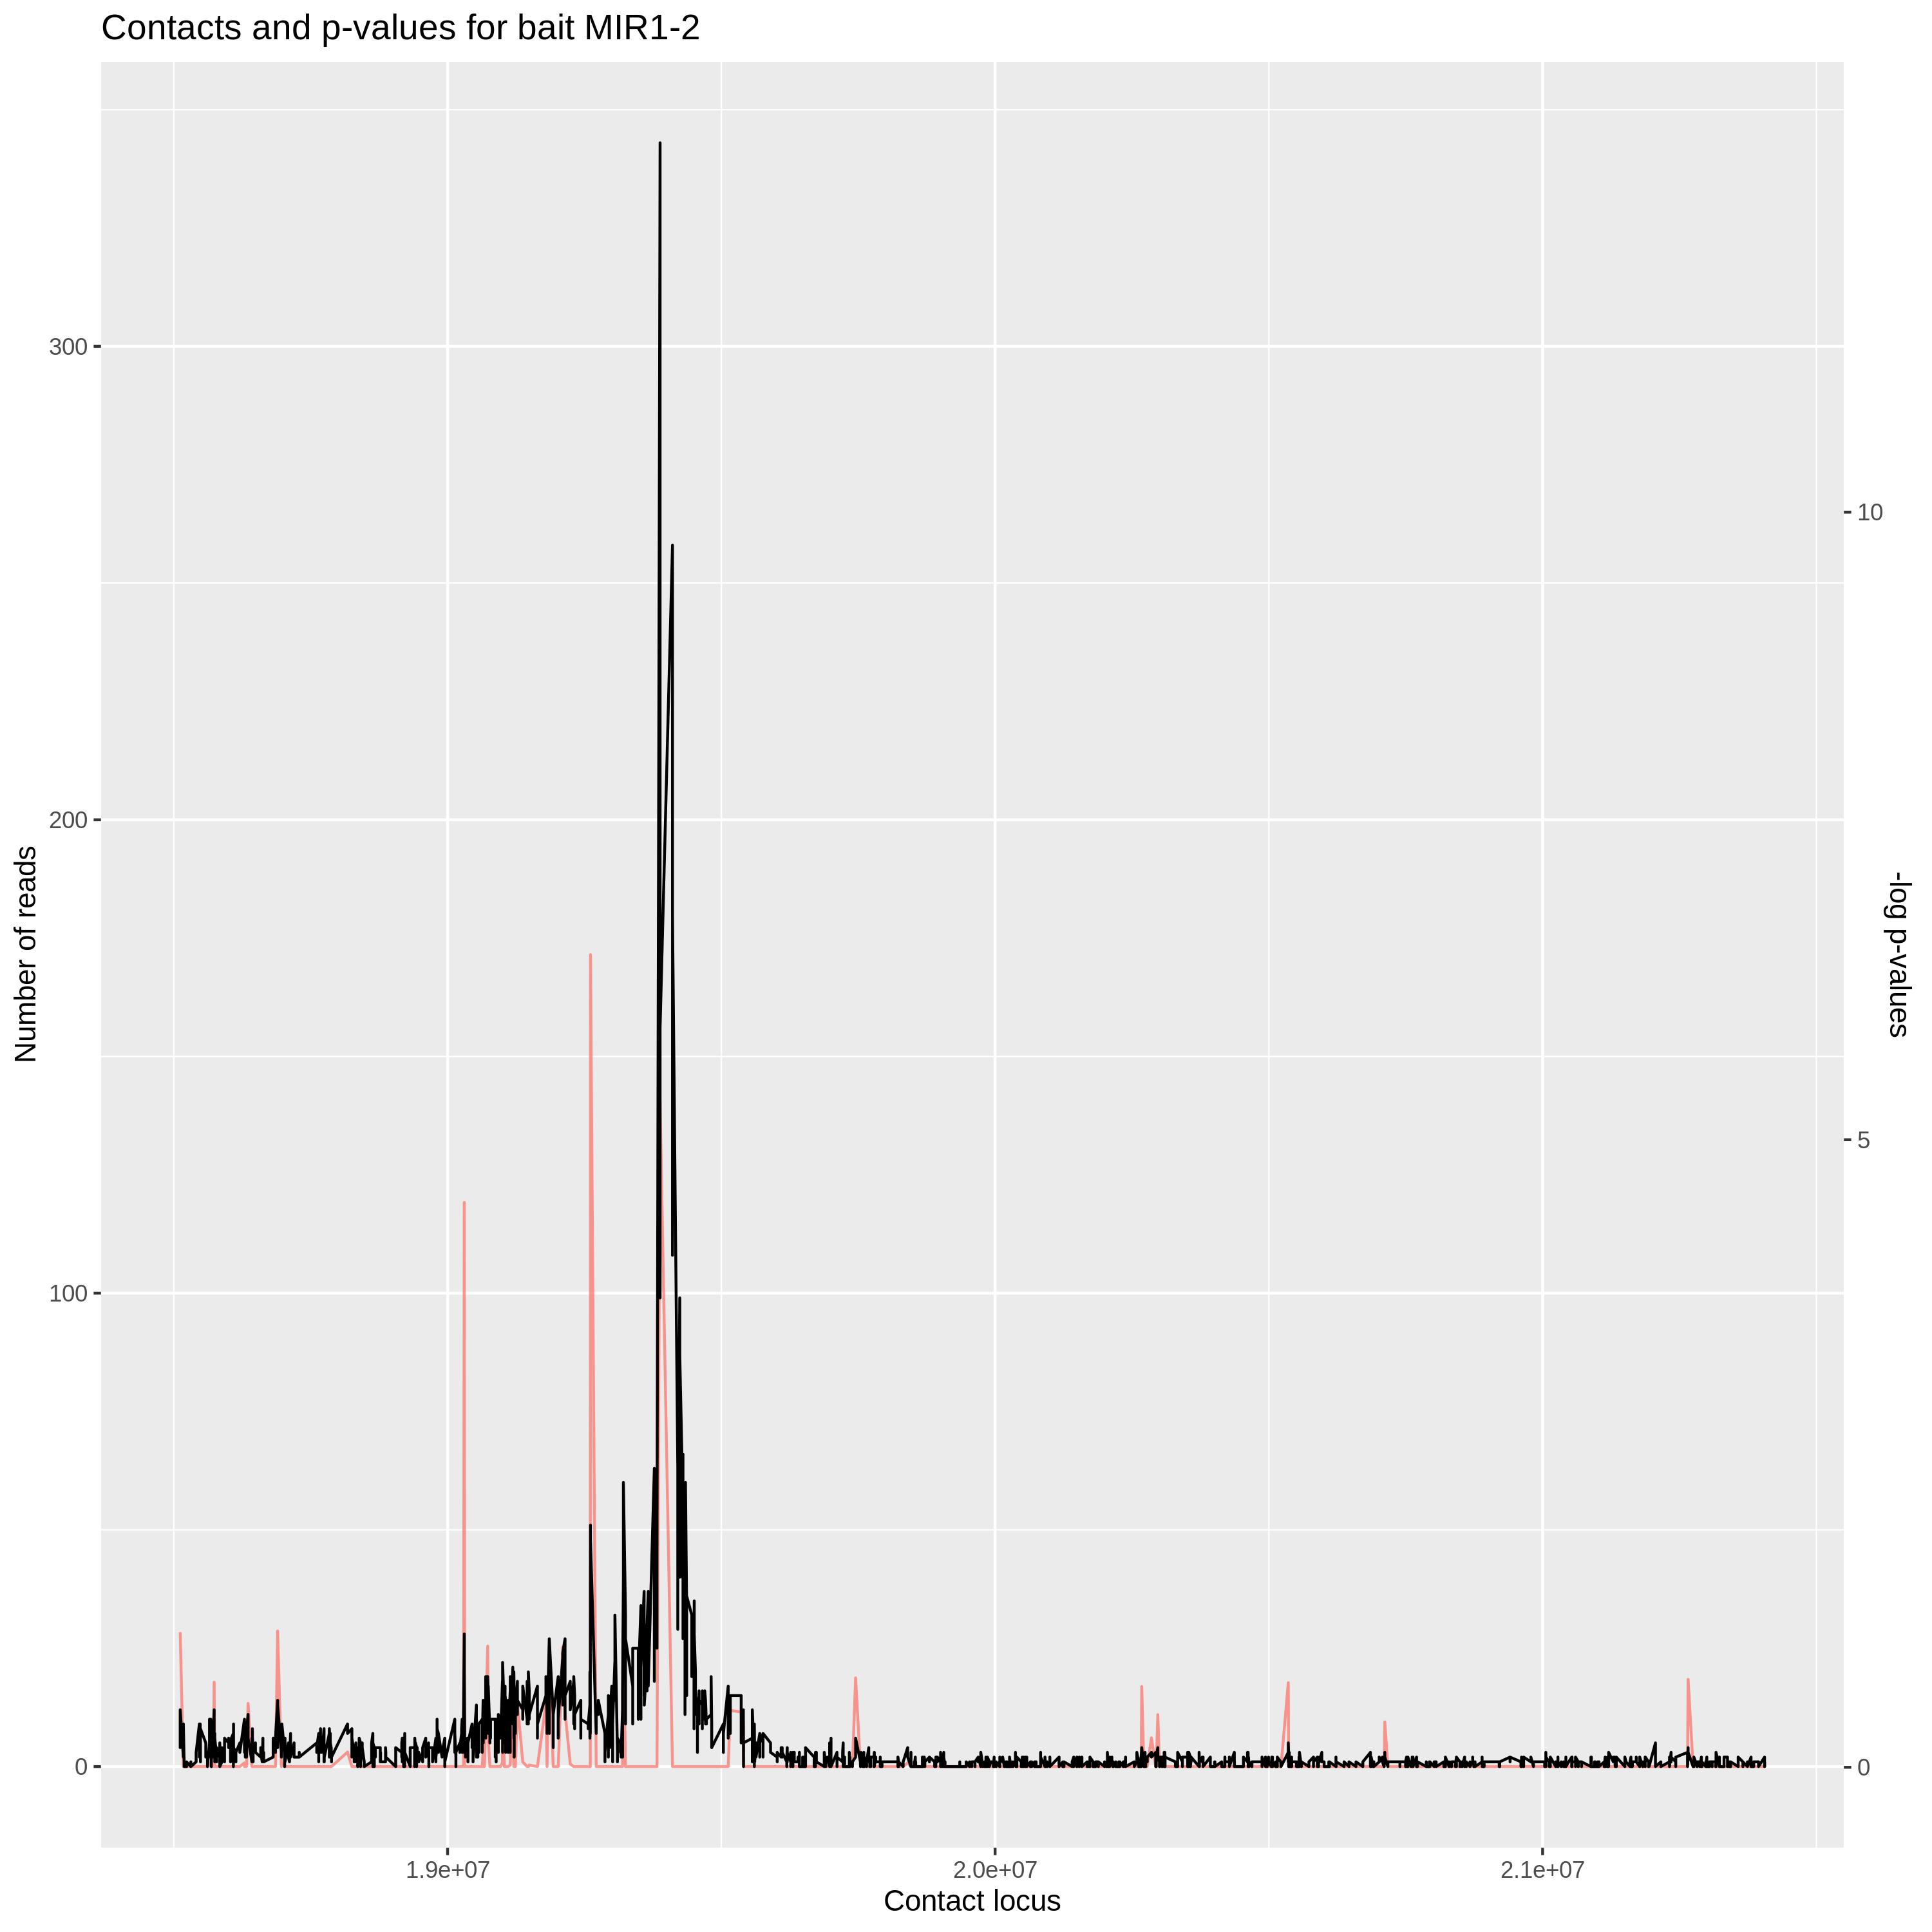 Contacts and p-values for bait MIR1-2
300
200
100
0
Number of reads
10
5
0
-log p-values
1.9e+07
2.0e+07
2.1e+07
Contact locus